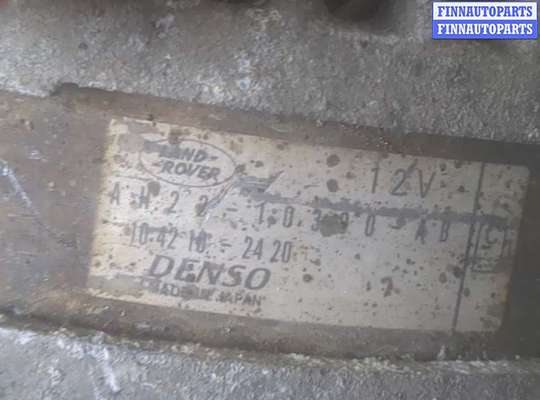 FINNAUTOPARTS
FINNAUTOPARTS
LAND-
ROVER
12V
AH22-10300-AB
104210-2420
DENSO
MADE IN JAPAN